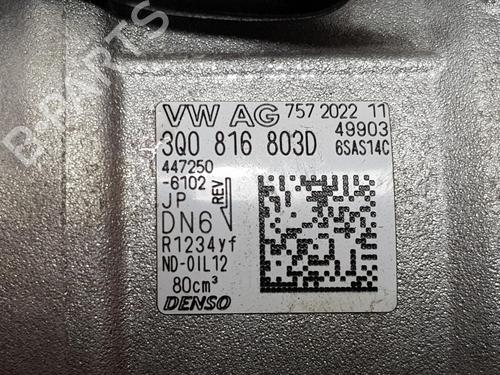 B-PARTS
VW AG 757 2022 11
49903
3Q0 816 803D 6SAS14C
447250
-6102
JP REV
DN6
R1234yf
ND-OIL12
80cm³
DENSO